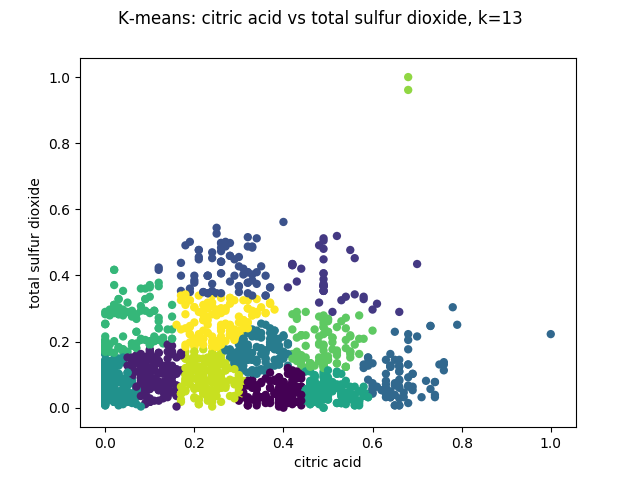 K-means: citric acid vs total sulfur dioxide, k=13
total sulfur dioxide
1.0
0.8
0.6
0.4
0.2
0.0
0.0 0.2 0.4 0.6 0.8 1.0
citric acid